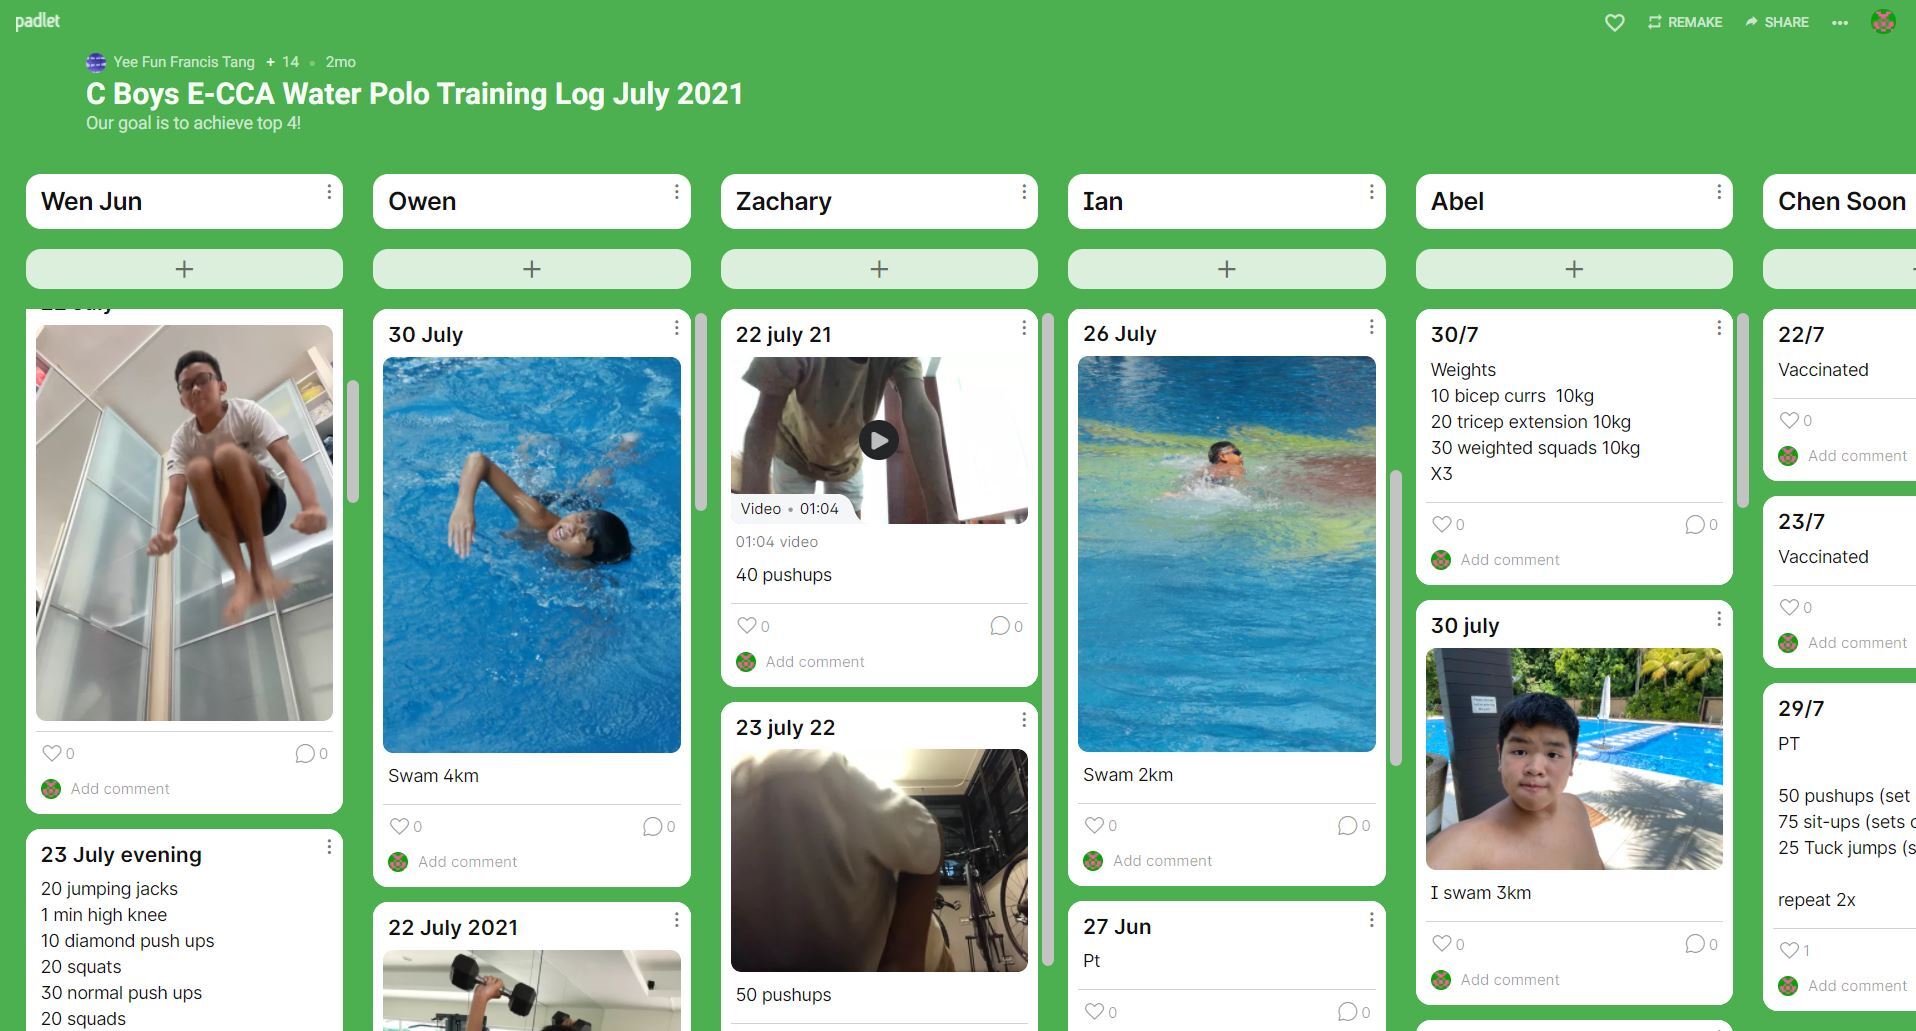 padlet
REMAKE
SHARE
Yee Fun Francis Tang + 14 • 2mo
C Boys E-CCA Water Polo Training Log July 2021
Our goal is to achieve top 4!
Wen Jun
22 July
0
0
Add comment
23 July evening
20 jumping jacks
1 min high knee
10 diamond push ups
20 squats
30 normal push ups
20 squads
Owen
30 July
Swam 4km
0
0
Add comment
22 July 2021
Zachary
22 july 21
Video • 01:04
01:04 video
40 pushups
0
0
Add comment
23 july 22
50 pushups
Ian
26 July
Swam 2km
0
0
Add comment
27 Jun
Pt
0
0
Abel
30/7
Weights
10 bicep currs 10kg
20 tricep extension 10kg
30 weighted squads 10kg
X3
0
0
Add comment
30 july
I swam 3km
0
0
Add comment
Chen Soon
22/7
Vaccinated
0
Add comment
23/7
Vaccinated
0
Add comment
29/7
PT
50 pushups (set
75 sit-ups (sets
25 Tuck jumps (s
repeat 2x
1
Add comment